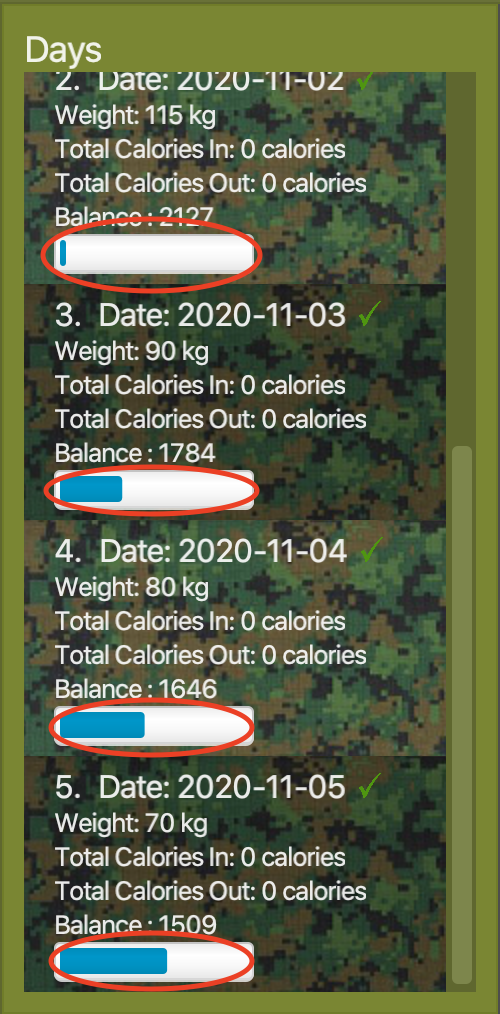 Days
2. Date: 2020-11-02 ✓
Weight: 115 kg
Total Calories In: 0 calories
Total Calories Out: 0 calories
Balance : 2127
3. Date: 2020-11-03 ✓
Weight: 90 kg
Total Calories In: 0 calories
Total Calories Out: 0 calories
Balance : 1784
4. Date: 2020-11-04 ✓
Weight: 80 kg
Total Calories In: 0 calories
Total Calories Out: 0 calories
Balance : 1646
5. Date: 2020-11-05 ✓
Weight: 70 kg
Total Calories In: 0 calories
Total Calories Out: 0 calories
Balance : 1509